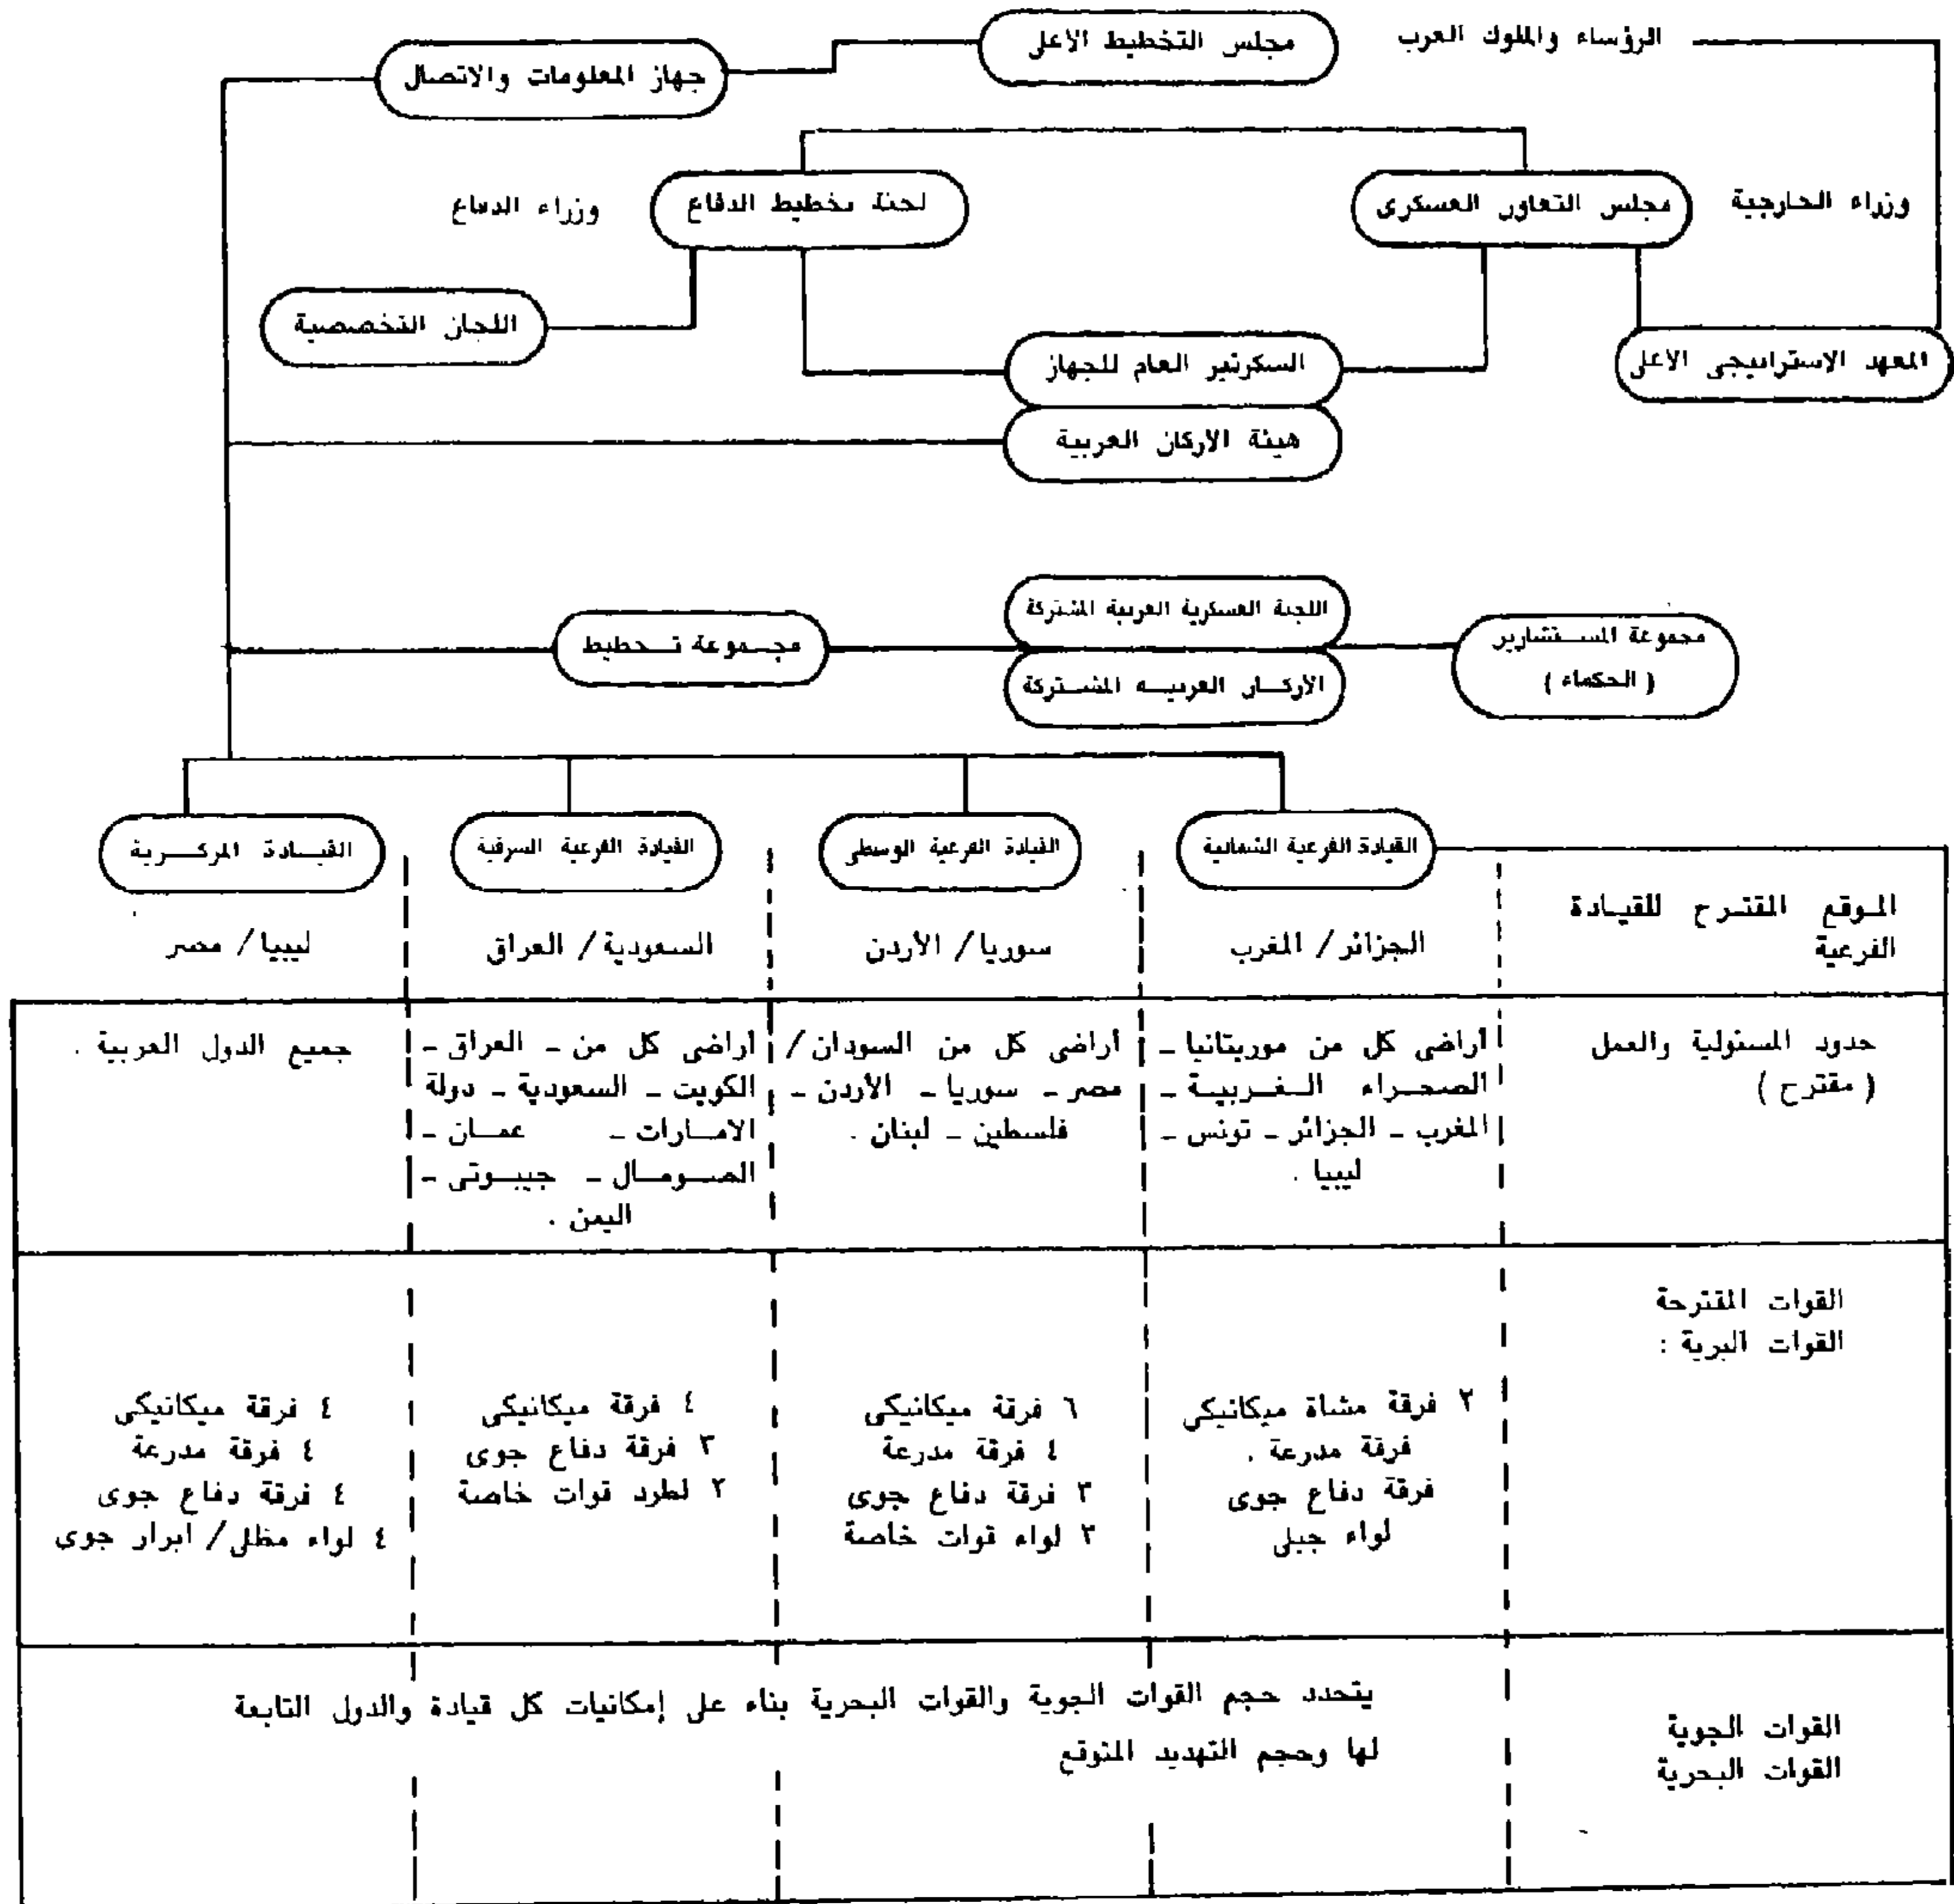 الرؤساء والملوك العرب
مجلس التخطيط الأعلى
جهاز المعلومات والاتصال
وزراء الخارجية
مجلس التعاون العسكرى
لجنة تخطيط الدفاع
وزراء الدفاع
المعهد الاستراتيجى الأعلى
اللجان التخصصية
السكرتير العام للجهاز
هيئة الأركان العربية
اللجنة العسكرية العربية المشتركة
مجموعة المستشارين
( الحكماء )
مجموعة تخطيط
الأركان العربية المشتركة
القيادة الفرعية الشمالية
القيادة الفرعية الوسطى
القيادة الفرعية الشرقية
القيادة المركزية
الموقع المقترح للقيادة
الفرعية
الجزائر / المغرب
سوريا / الأردن
السعودية / العراق
ليبيا / مصر
حدود المسئولية والعمل
( مقترح )
أراضى كل من موريتانيا ـ
الصحراء الغربية ـ
المغرب ـ الجزائر ـ تونس ـ
ليبيا .
أراضى كل من السودان /
مصر ـ سوريا ـ الأردن ـ
فلسطين ـ لبنان .
أراضى كل من ـ العراق ـ
الكويت ـ السعودية ـ دولة
الامارات ـ عمان ـ
الصومال ـ جيبوتى ـ
اليمن .
جميع الدول العربية .
القوات المقترحة
القوات البرية :
٢ فرقة مشاة ميكانيكى
فرقة مدرعة .
فرقة دفاع جوى
لواء جبلى
٦ فرقة ميكانيكى
٤ فرقة مدرعة
٣ فرقة دفاع جوى
٣ لواء قوات خاصة
٤ فرقة ميكانيكى
٣ فرقة دفاع جوى
٢ لطرد قوات خاصة
٤ فرقة ميكانيكى
٤ فرقة مدرعة
٤ فرقة دفاع جوى
٤ لواء مظلى / ابرار جوى
القوات الجوية
القوات البحرية
يتحدد حجم القوات الجوية والقوات البحرية بناء على إمكانيات كل قيادة والدول التابعة
لها وحجم التهديد المتوقع